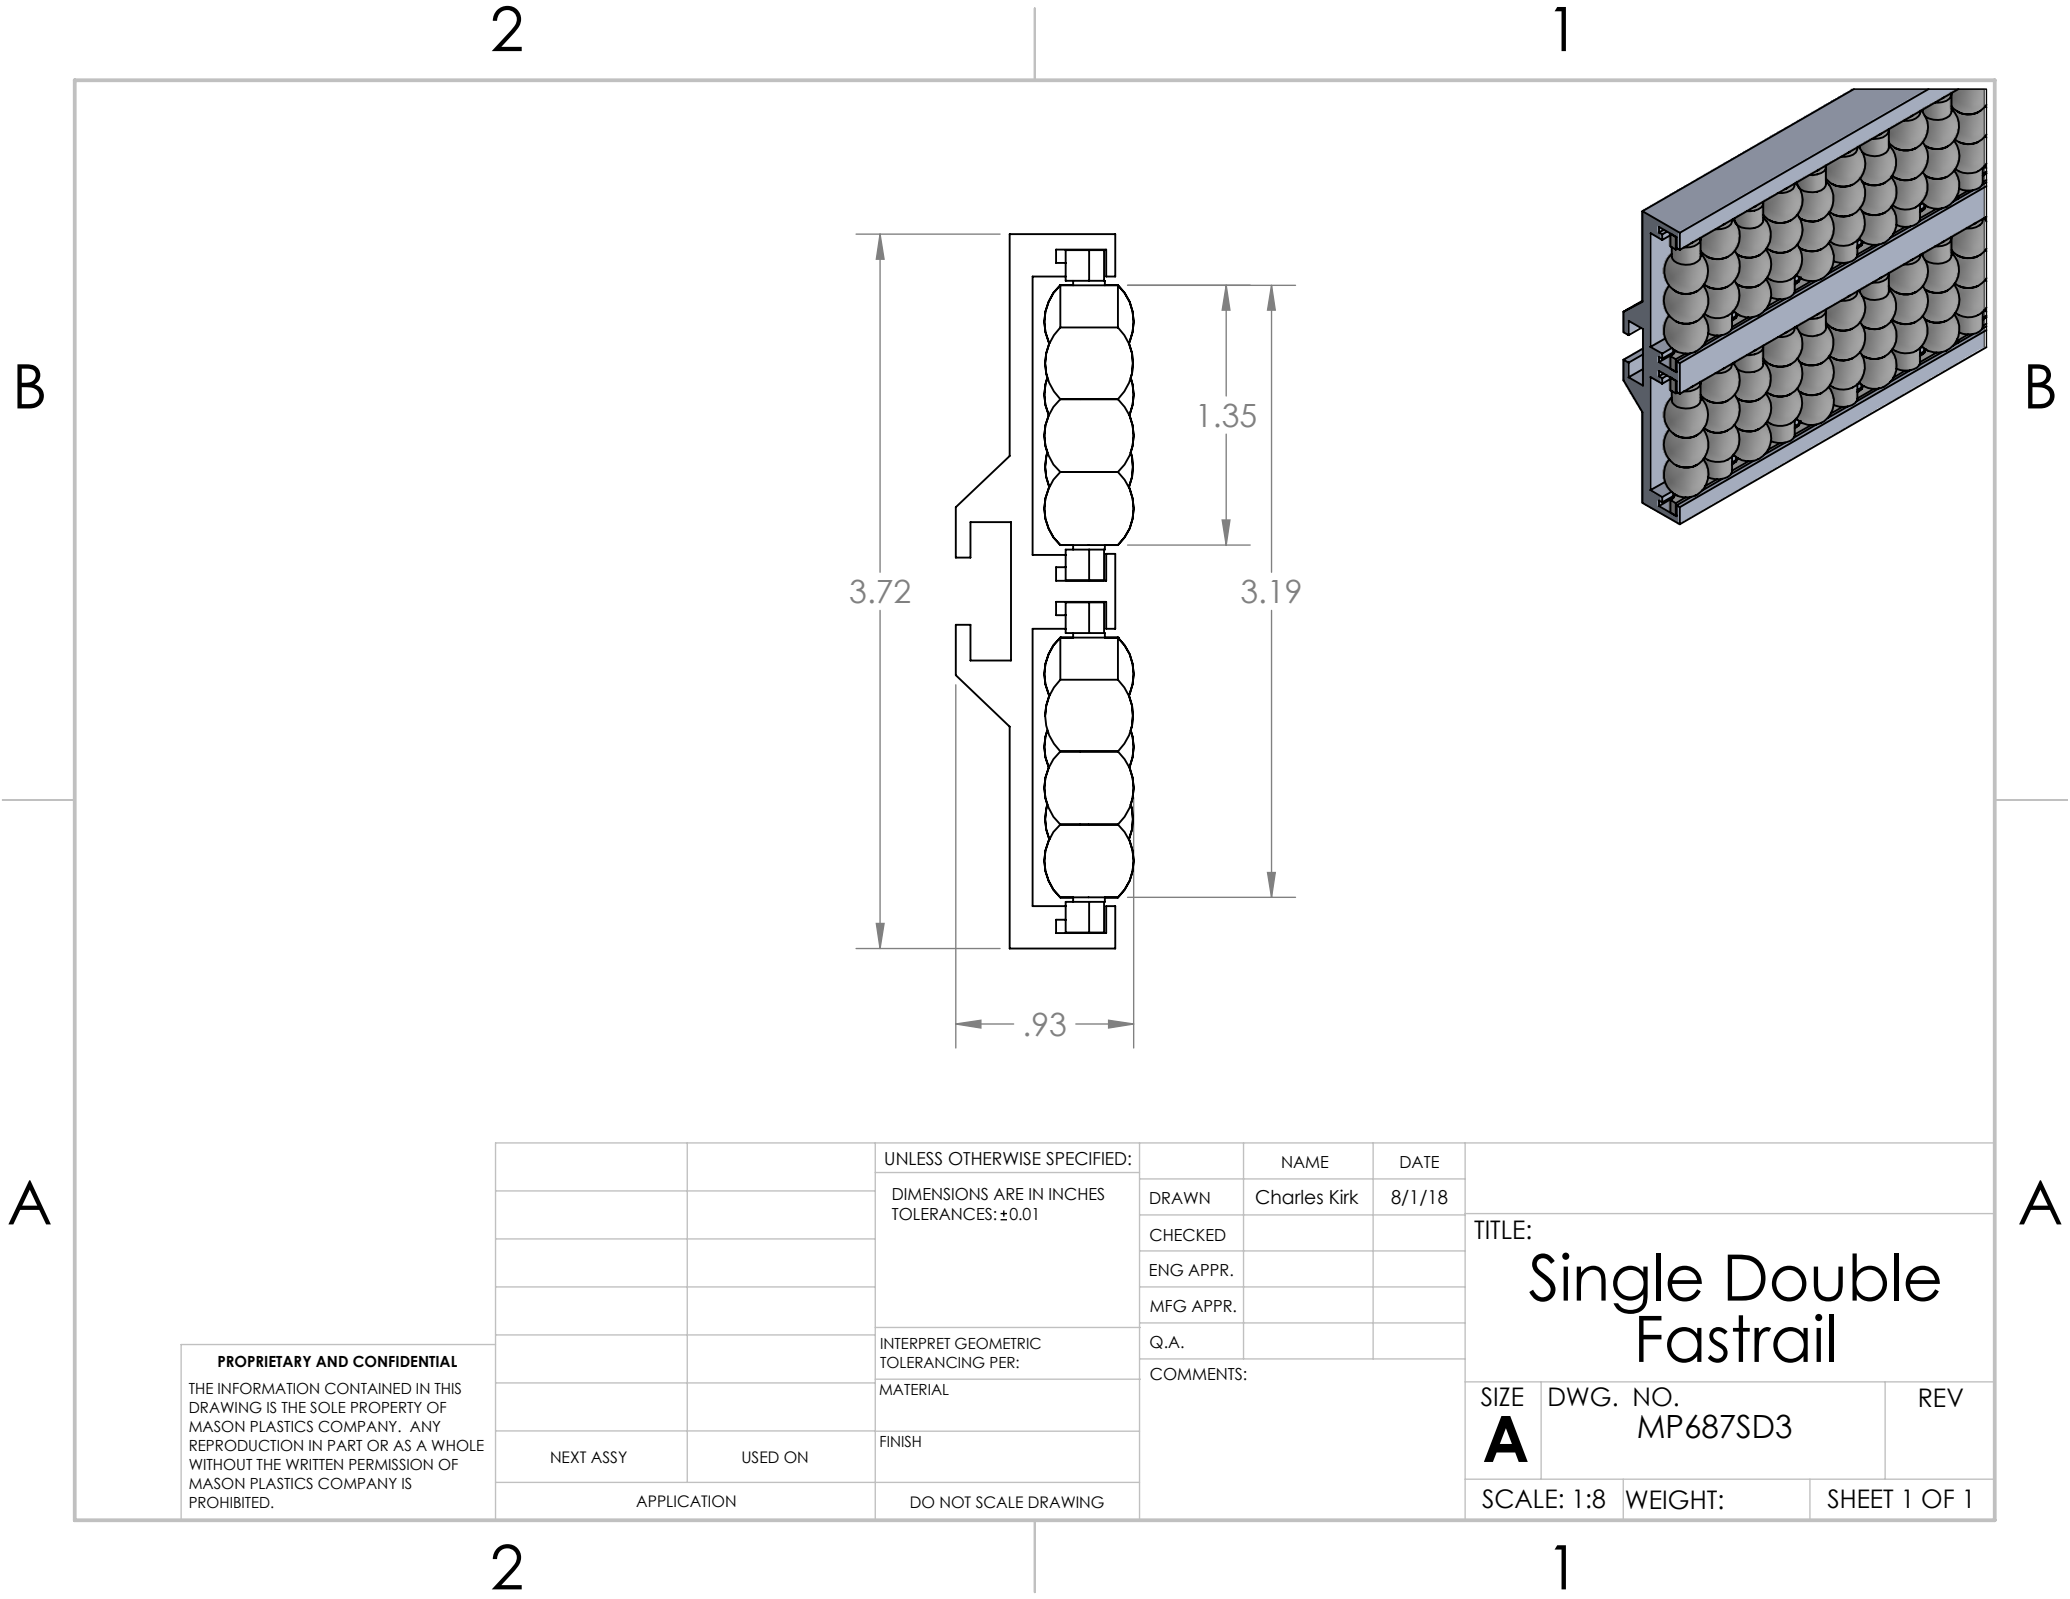 2
1
B
B
1.35
3.72
3.19
.93
A
A
UNLESS OTHERWISE SPECIFIED:
DIMENSIONS ARE IN INCHES
TOLERANCES: ±0.01
INTERPRET GEOMETRIC
TOLERANCING PER:
MATERIAL
FINISH
DO NOT SCALE DRAWING
NAME
DATE
DRAWN
Charles Kirk
8/1/18
CHECKED
ENG APPR.
MFG APPR.
Q.A.
COMMENTS:
TITLE:
Single Double
Fastrail
SIZE
A
DWG. NO.
MP687SD3
REV
SCALE: 1:8
WEIGHT:
SHEET 1 OF 1
PROPRIETARY AND CONFIDENTIAL
THE INFORMATION CONTAINED IN THIS
DRAWING IS THE SOLE PROPERTY OF
MASON PLASTICS COMPANY. ANY
REPRODUCTION IN PART OR AS A WHOLE
WITHOUT THE WRITTEN PERMISSION OF
MASON PLASTICS COMPANY IS
PROHIBITED.
NEXT ASSY
USED ON
APPLICATION
2
1